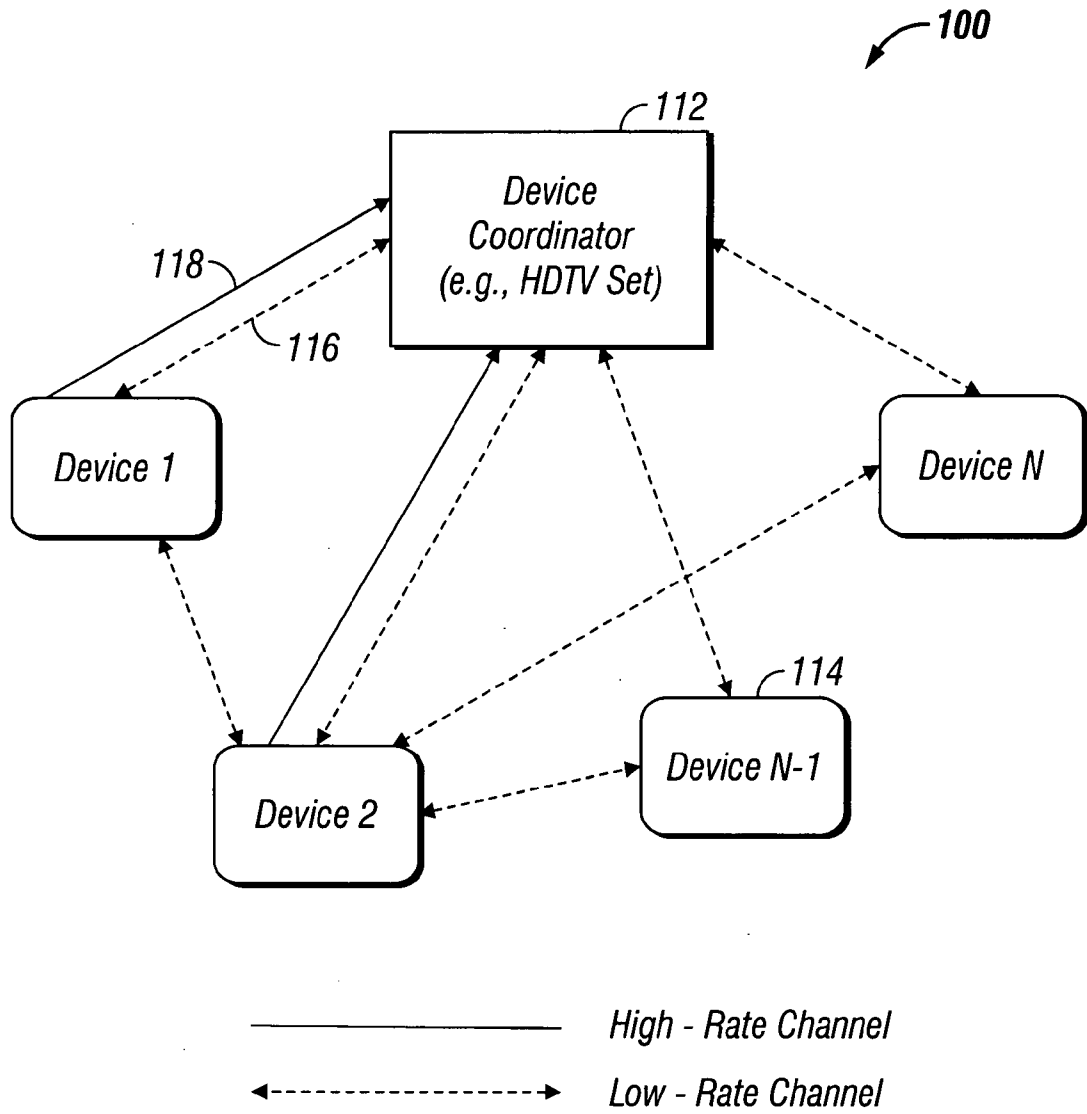 100
112
Device
Coordinator
(e.g., HDTV Set)
118
116
Device 1
Device N
114
Device N-1
Device 2
High - Rate Channel
Low - Rate Channel